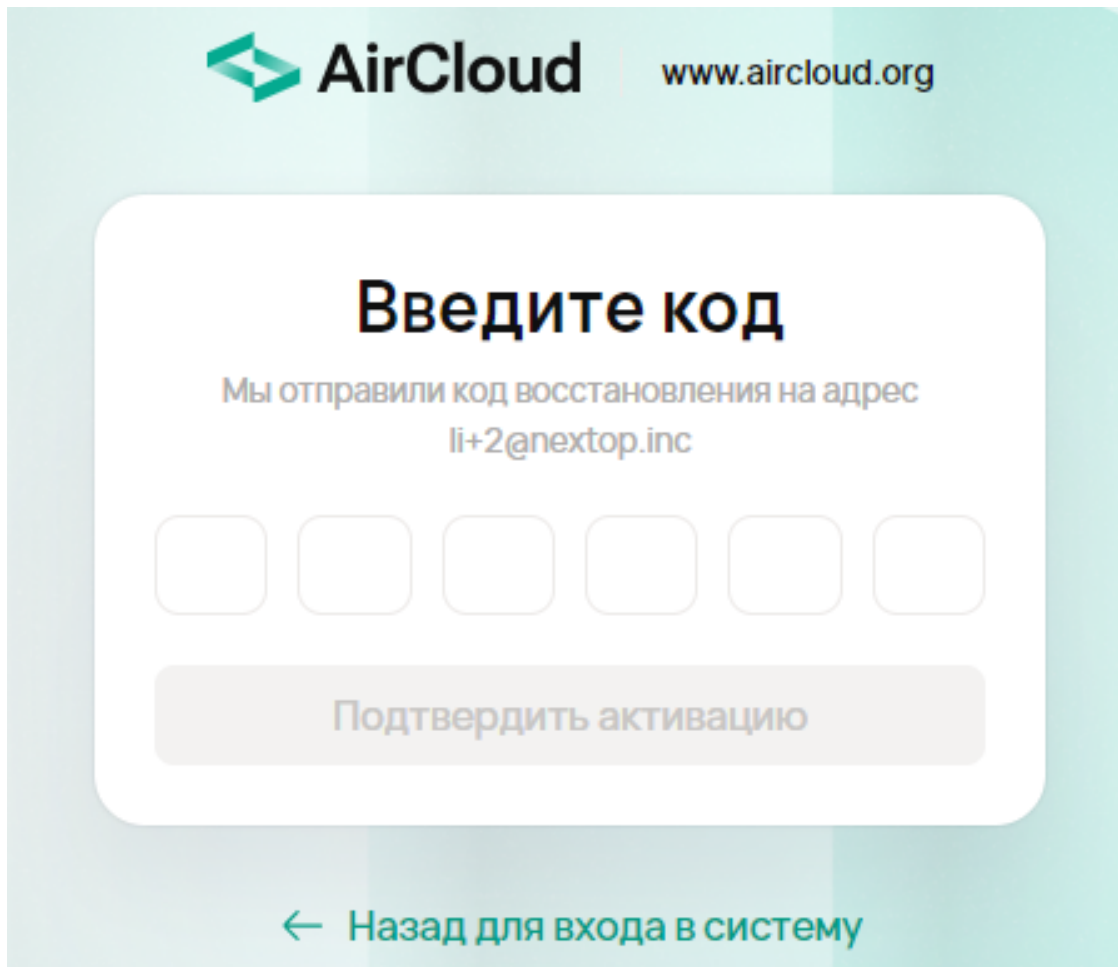 AirCloud www.aircloud.org
Введите код
Мы отправили код восстановления на адрес
li+2@nextop.inc
Подтвердить активацию
← Назад для входа в систему